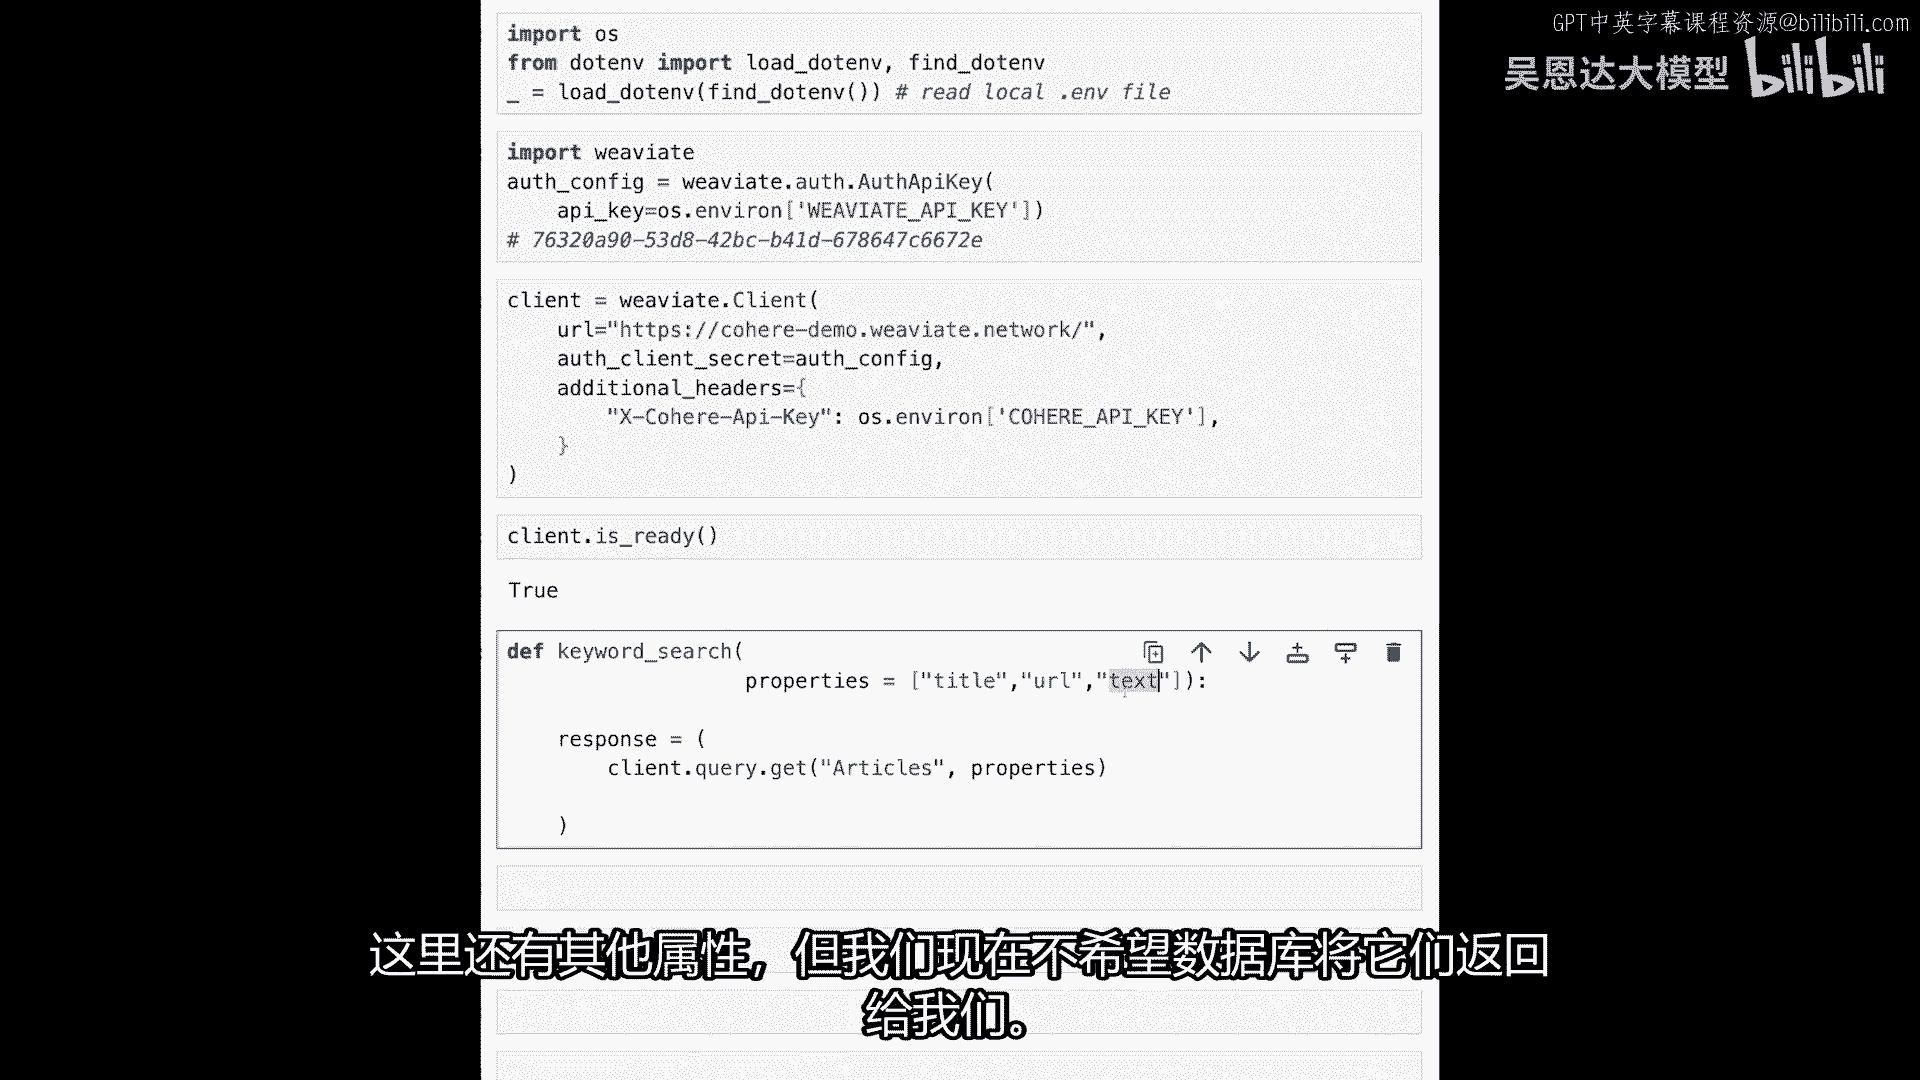 GPT中英字幕课程资源@bilibili.com
吴恩达大模型 bilibili
import os
from dotenv import load_dotenv, find_dotenv
_ = load_dotenv(find_dotenv()) # read local .env file
import weaviate
auth_config = weaviate.auth.AuthApiKey(
    api_key=os.environ['WEAVIATE_API_KEY'])
# 76320a90-53d8-42bc-b41d-678647c6672e
client = weaviate.Client(
    url="https://cohere-demo.weaviate.network/",
    auth_client_secret=auth_config,
    additional_headers={
        "X-Cohere-Api-Key": os.environ['COHERE_API_KEY'],
    }
)
client.is_ready()
True
def keyword_search(
                   properties = ["title","url","text"]):
    response = (
        client.query.get("Articles", properties)
    )
这里还有其他属性，但我们现在不希望数据库将它们返回
给我们。